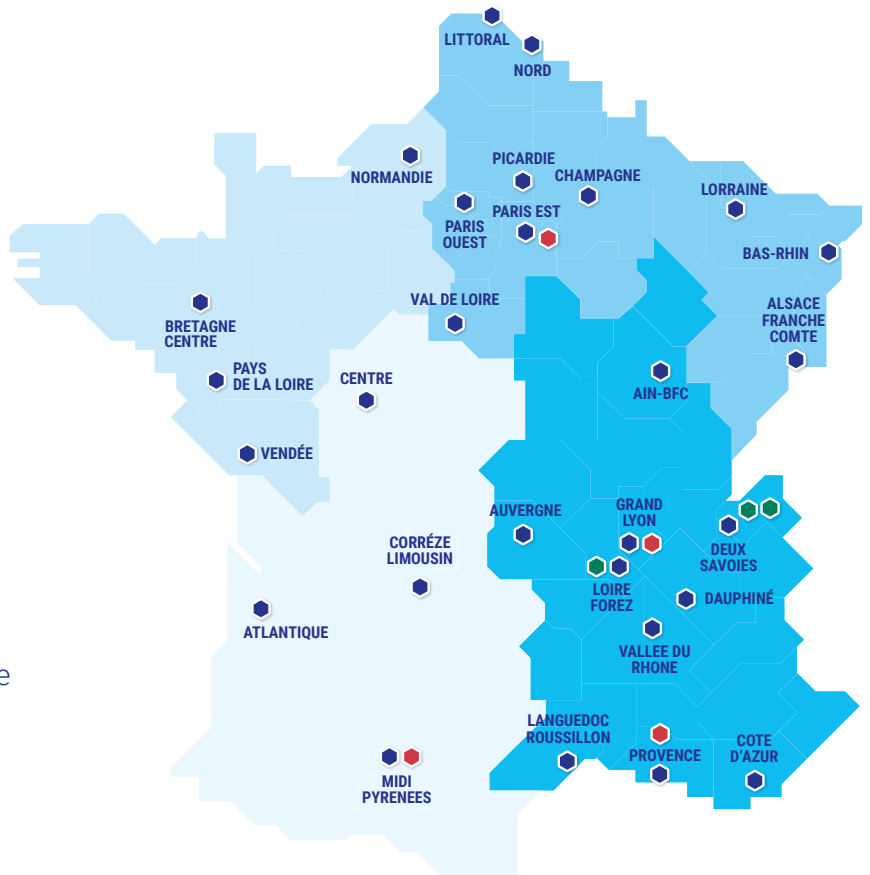 LITTORAL
NORD
NORMANDIE
PICARDIE
CHAMPAGNE
LORRAINE
PARIS
OUEST
PARIS EST
BAS-RHIN
VAL DE LOIRE
ALSACE
FRANCHE
COMTE
BRETAGNE
CENTRE
PAYS
DE LA LOIRE
CENTRE
AIN-BFC
VENDÉE
AUVERGNE
GRAND
LYON
CORRÉZE
LIMOUSIN
DEUX
SAVOIES
LOIRE
FOREZ
DAUPHINÉ
ATLANTIQUE
VALLEE DU
RHONE
e
LANGUEDOC
ROUSSILLON
PROVENCE
COTE
D'AZUR
MIDI
PYRENEES